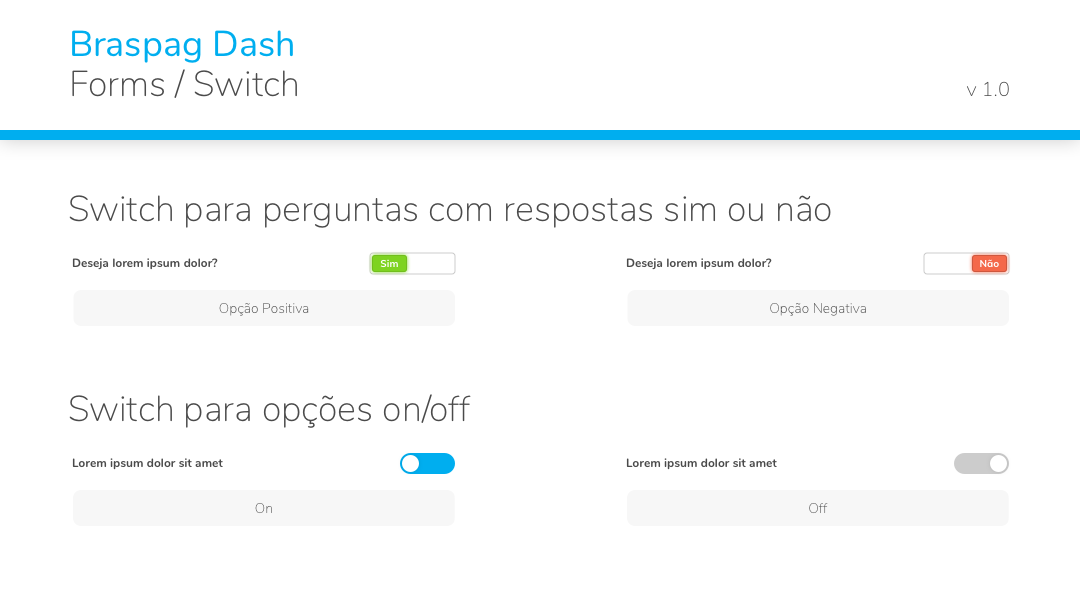 Braspag Dash
Forms / Switch
v 1.0
Switch para perguntas com respostas sim ou não
Deseja lorem ipsum dolor?
Sim
Deseja lorem ipsum dolor?
Não
Opção Positiva
Opção Negativa
Switch para opções on/off
Lorem ipsum dolor sit amet
Lorem ipsum dolor sit amet
On
Off